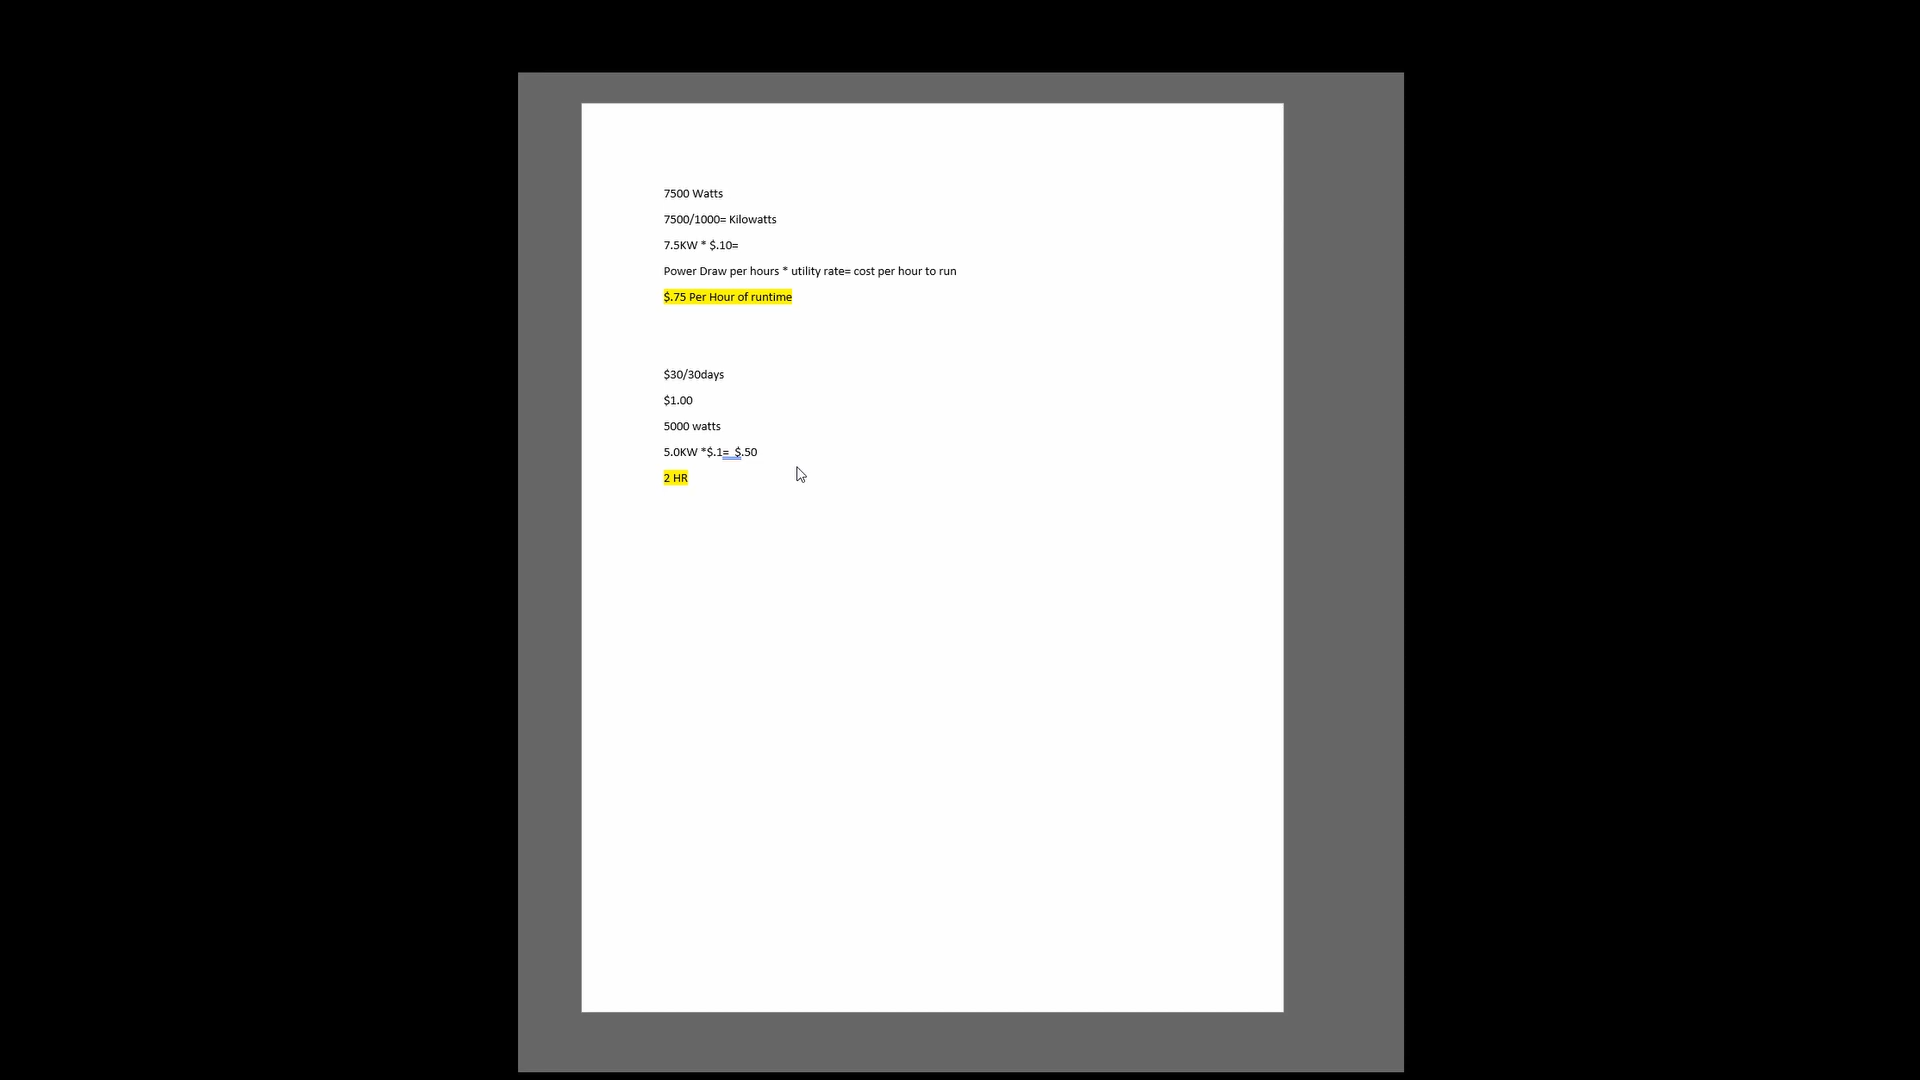 7500 Watts
7500/1000= Kilowatts
7.5KW * $.10=
Power Draw per hours * utility rate= cost per hour to run
$.75 Per Hour of runtime
$30/30days
$1.00
5000 watts
5.0KW *$.1=  $.50
2 HR